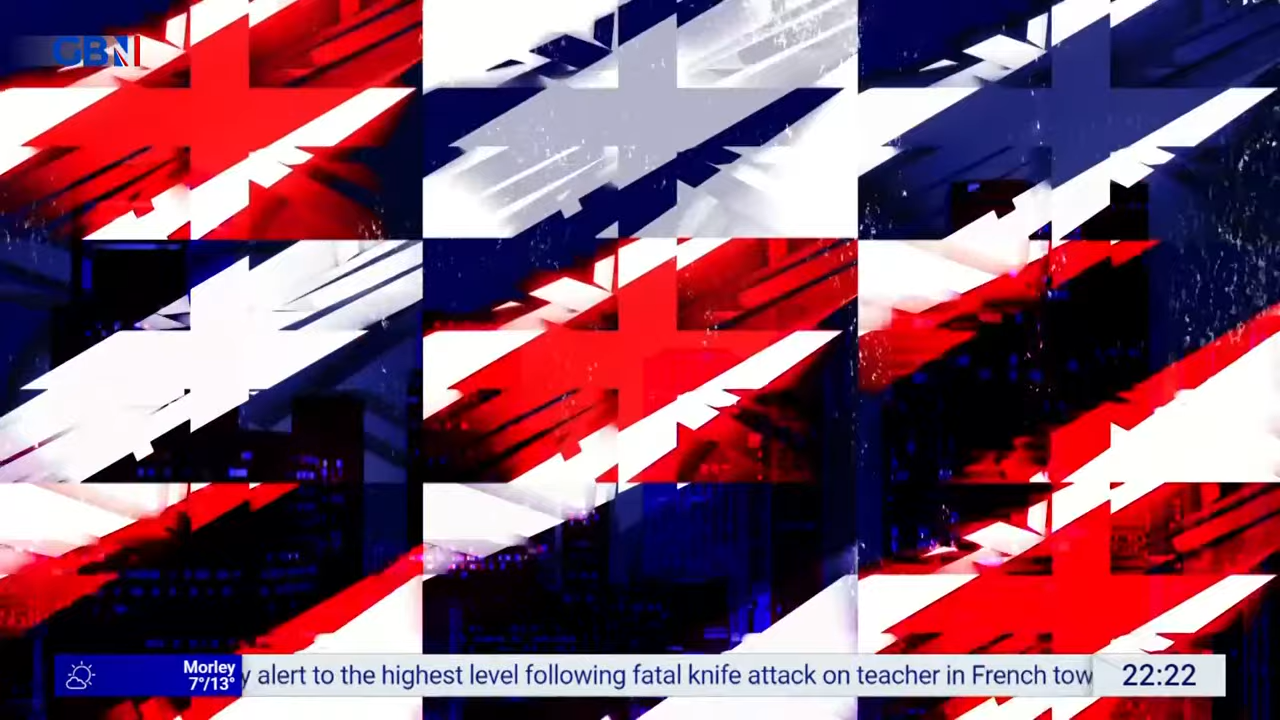 GBN
Morley
7°/13°
y alert to the highest level following fatal knife attack on teacher in French tow
22:22